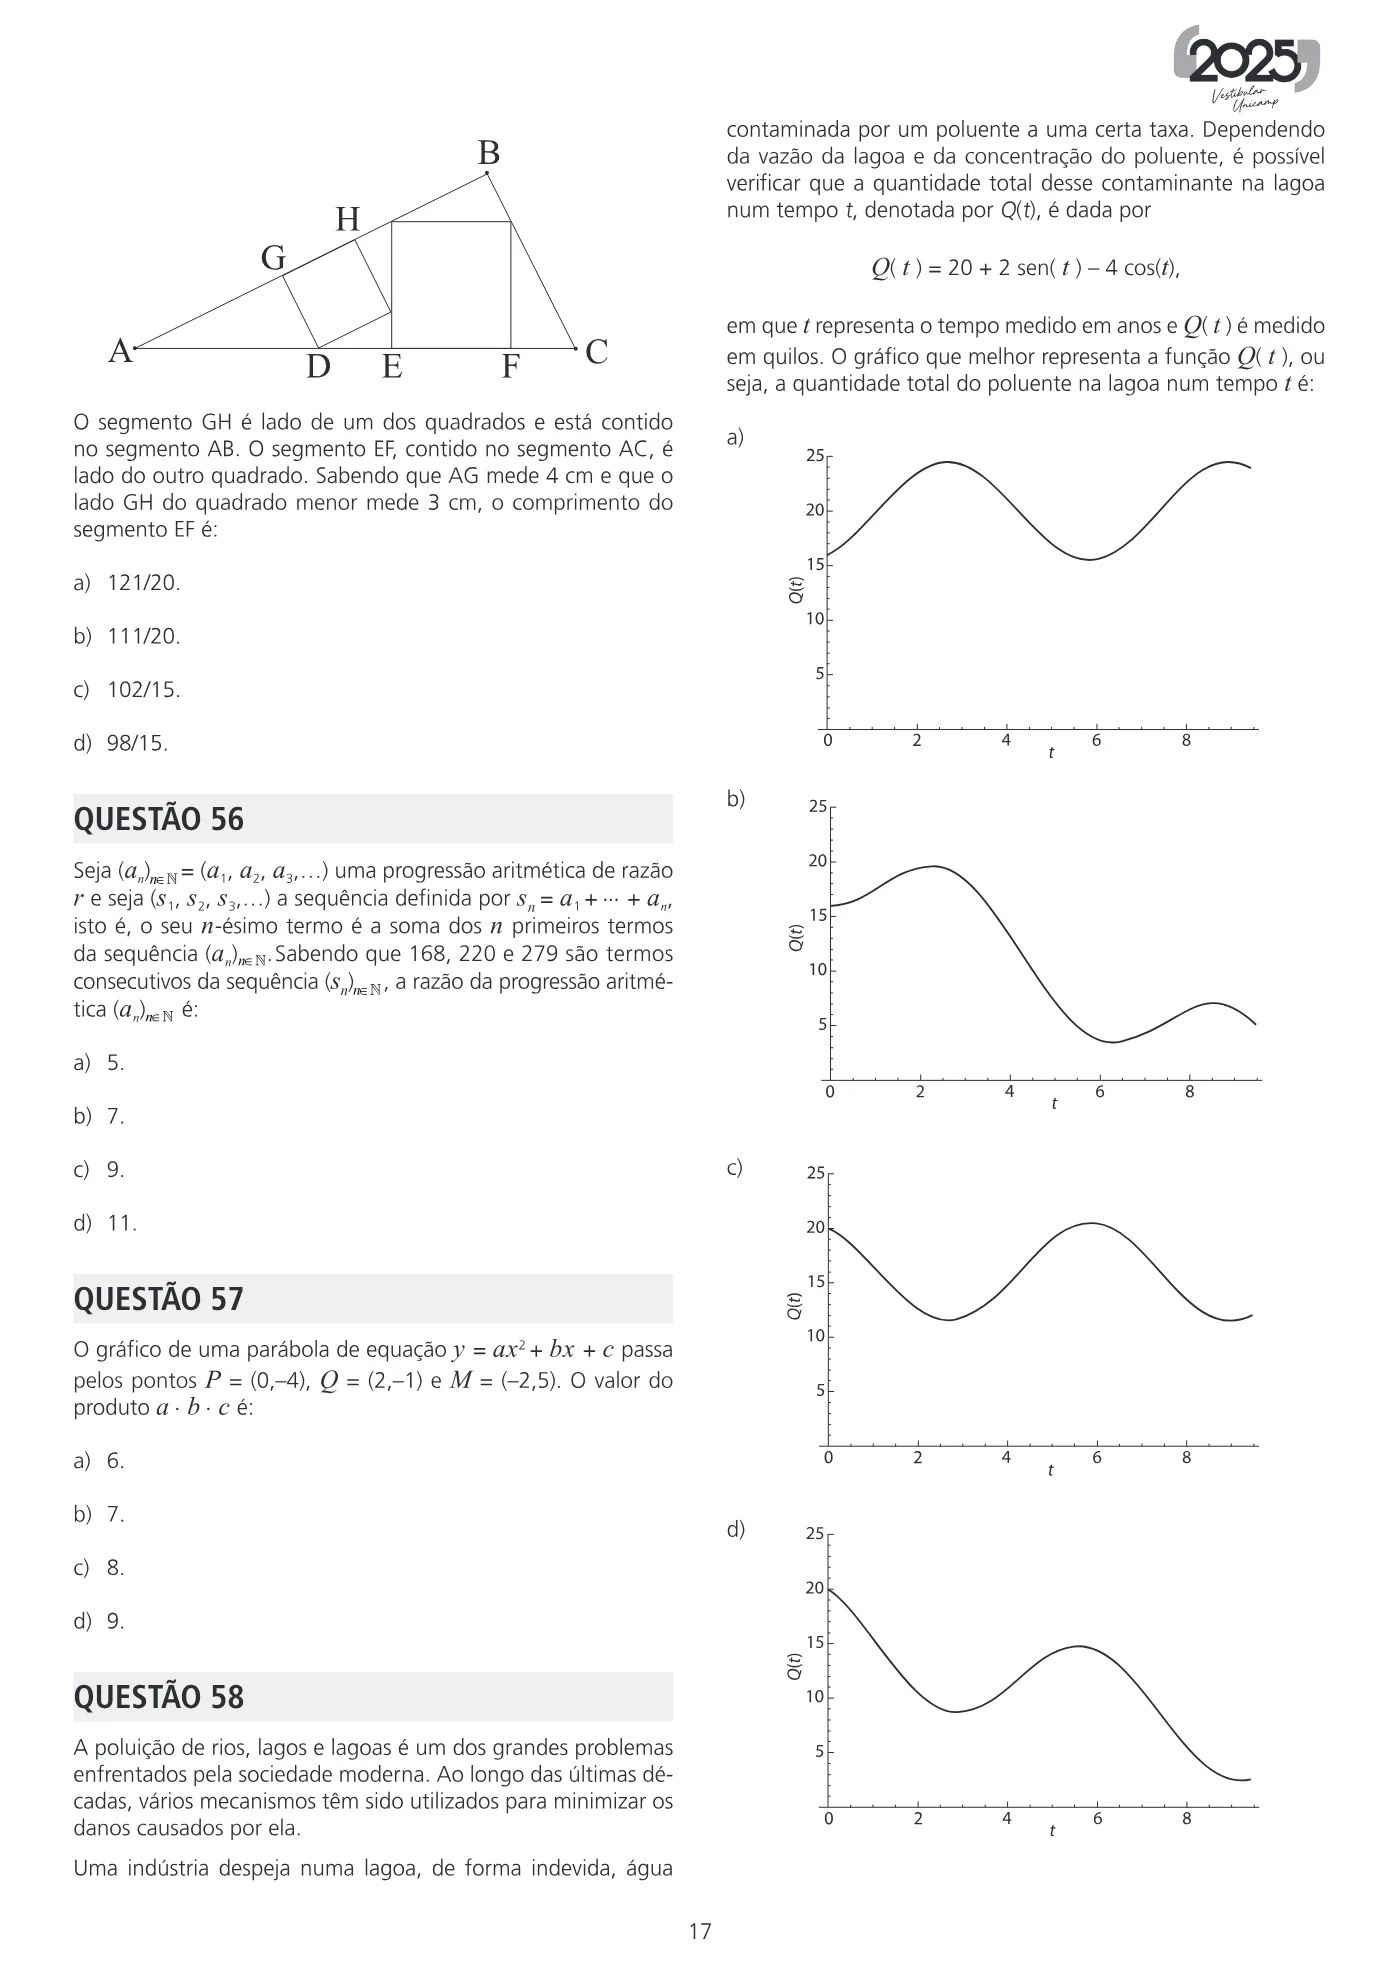 2025
Vestibular
Unicamp
B
H
G
A
D
E
F
C
O segmento GH é lado de um dos quadrados e está contido
no segmento AB. O segmento EF, contido no segmento AC, é
lado do outro quadrado. Sabendo que AG mede 4 cm e que o
lado GH do quadrado menor mede 3 cm, o comprimento do
segmento EF é:
a) 121/20.
b) 111/20.
c) 102/15.
d) 98/15.
QUESTÃO 56
Seja (aₙ)ₙ∈ℕ = (a₁, a₂, a₃,…) uma progressão aritmética de razão
r e seja (s₁, s₂, s₃,…) a sequência definida por sₙ = a₁ + ··· + aₙ,
isto é, o seu n-ésimo termo é a soma dos n primeiros termos
da sequência (aₙ)ₙ∈ℕ. Sabendo que 168, 220 e 279 são termos
consecutivos da sequência (sₙ)ₙ∈ℕ, a razão da progressão aritmé-
tica (aₙ)ₙ∈ℕ é:
a) 5.
b) 7.
c) 9.
d) 11.
QUESTÃO 57
O gráfico de uma parábola de equação y = ax² + bx + c passa
pelos pontos P = (0,–4), Q = (2,–1) e M = (–2,5). O valor do
produto a · b · c é:
a) 6.
b) 7.
c) 8.
d) 9.
QUESTÃO 58
A poluição de rios, lagos e lagoas é um dos grandes problemas
enfrentados pela sociedade moderna. Ao longo das últimas dé-
cadas, vários mecanismos têm sido utilizados para minimizar os
danos causados por ela.
Uma indústria despeja numa lagoa, de forma indevida, água
contaminada por um poluente a uma certa taxa. Dependendo
da vazão da lagoa e da concentração do poluente, é possível
verificar que a quantidade total desse contaminante na lagoa
num tempo t, denotada por Q(t), é dada por
Q( t ) = 20 + 2 sen( t ) – 4 cos(t),
em que t representa o tempo medido em anos e Q( t ) é medido
em quilos. O gráfico que melhor representa a função Q( t ), ou
seja, a quantidade total do poluente na lagoa num tempo t é:
a)
25
20
15
10
5
Q(t)
0 2 4 6 8
t
b)
25
20
15
10
5
Q(t)
0 2 4 6 8
t
c)
25
20
15
10
5
Q(t)
0 2 4 6 8
t
d)
25
20
15
10
5
Q(t)
0 2 4 6 8
t
17